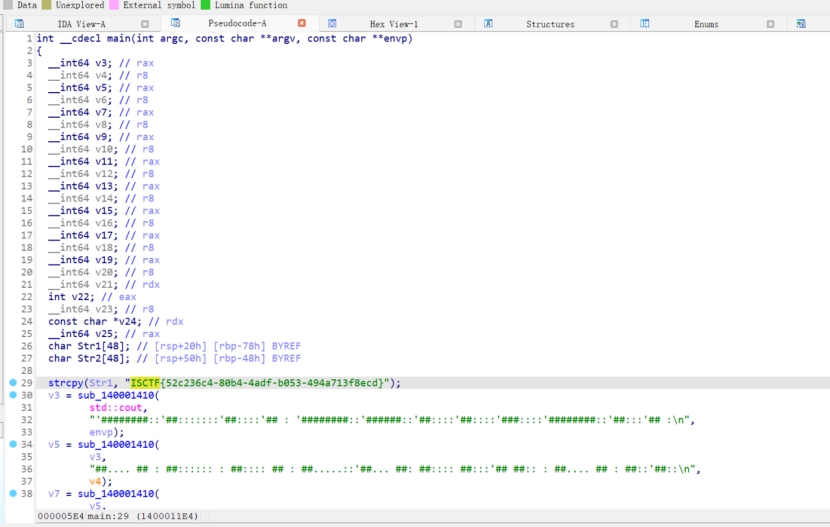 Data Unexplored External symbol Lumina function
IDA View-A Pseudocode-A Hex View-1 Structures Enums
1 int __cdecl main(int argc, const char **argv, const char **envp)
2 {
3 __int64 v3; // rax
4 __int64 v4; // r8
5 __int64 v5; // rax
6 __int64 v6; // r8
7 __int64 v7; // rax
8 __int64 v8; // r8
9 __int64 v9; // rax
10 __int64 v10; // r8
11 __int64 v11; // rax
12 __int64 v12; // r8
13 __int64 v13; // rax
14 __int64 v14; // r8
15 __int64 v15; // rax
16 __int64 v16; // r8
17 __int64 v17; // rax
18 __int64 v18; // r8
19 __int64 v19; // rax
20 __int64 v20; // r8
21 __int64 v21; // rdx
22 int v22; // eax
23 __int64 v23; // r8
24 const char *v24; // rdx
25 __int64 v25; // rax
26 char Str1[48]; // [rsp+20h] [rbp-78h] BYREF
27 char Str2[48]; // [rsp+50h] [rbp-48h] BYREF
28
29 strcpy(Str1, "ISCTF{52c236c4-80b4-4adf-b053-494a713f8ecd}");
30 v3 = sub_140001410(
31 std::cout,
32 "'########::'##:::::::'##::::'## : '########::'######::'##::::'##::::'###::::'########::'##:::'## :\n",
33 envp);
34 v5 = sub_140001410(
35 v3,
36 "##.... ## : ##:::::: : ##:::: ## : ##.....::'##... ##: ##:::: ##:::'## ##:: : ##.... ## : ##::'##::\n",
37 v4);
38 v7 = sub_140001410(
v5,
000005E4 main:29 (1400011E4)